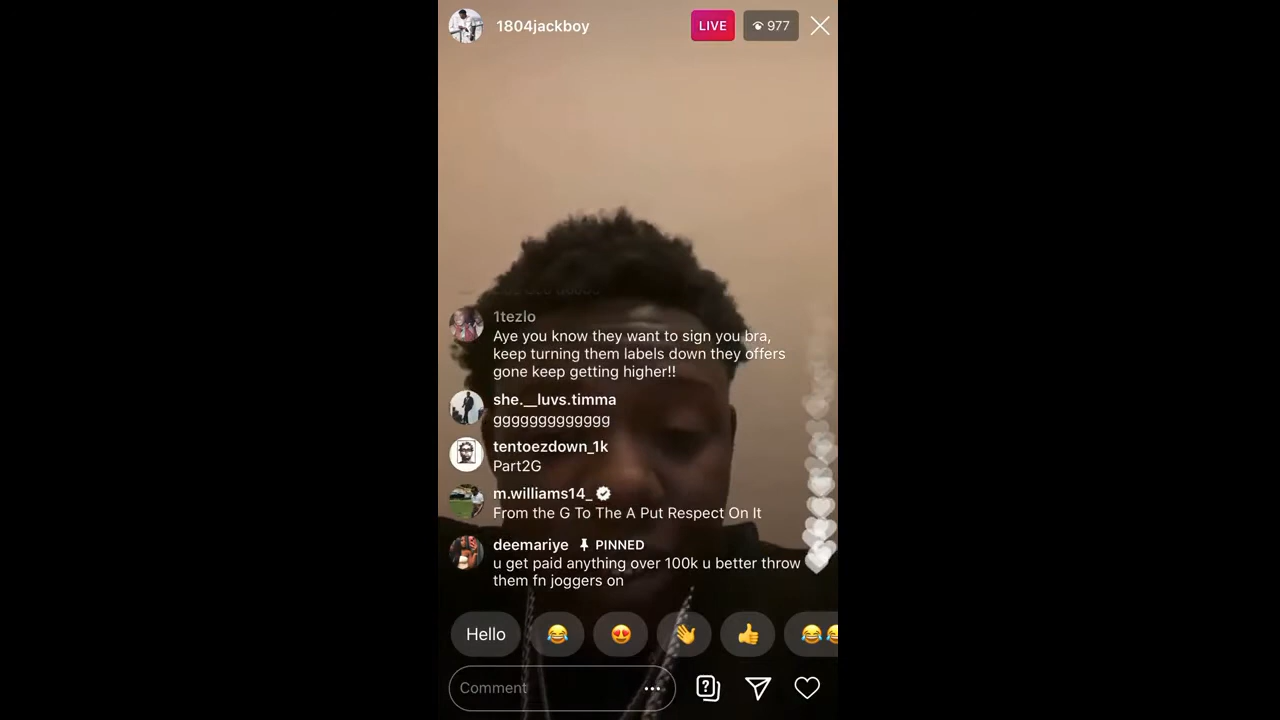 1804jackboy
LIVE
977
1tezlo
Aye you know they want to sign you bra,
keep turning them labels down they offers
gone keep getting higher!!
she.__luvs.timma
ggggggggggggg
tentoezdown_1k
Part2G
m.williams14_
From the G To The A Put Respect On It
deemariye PINNED
u get paid anything over 100k u better throw
them fn joggers on
Hello
Comment